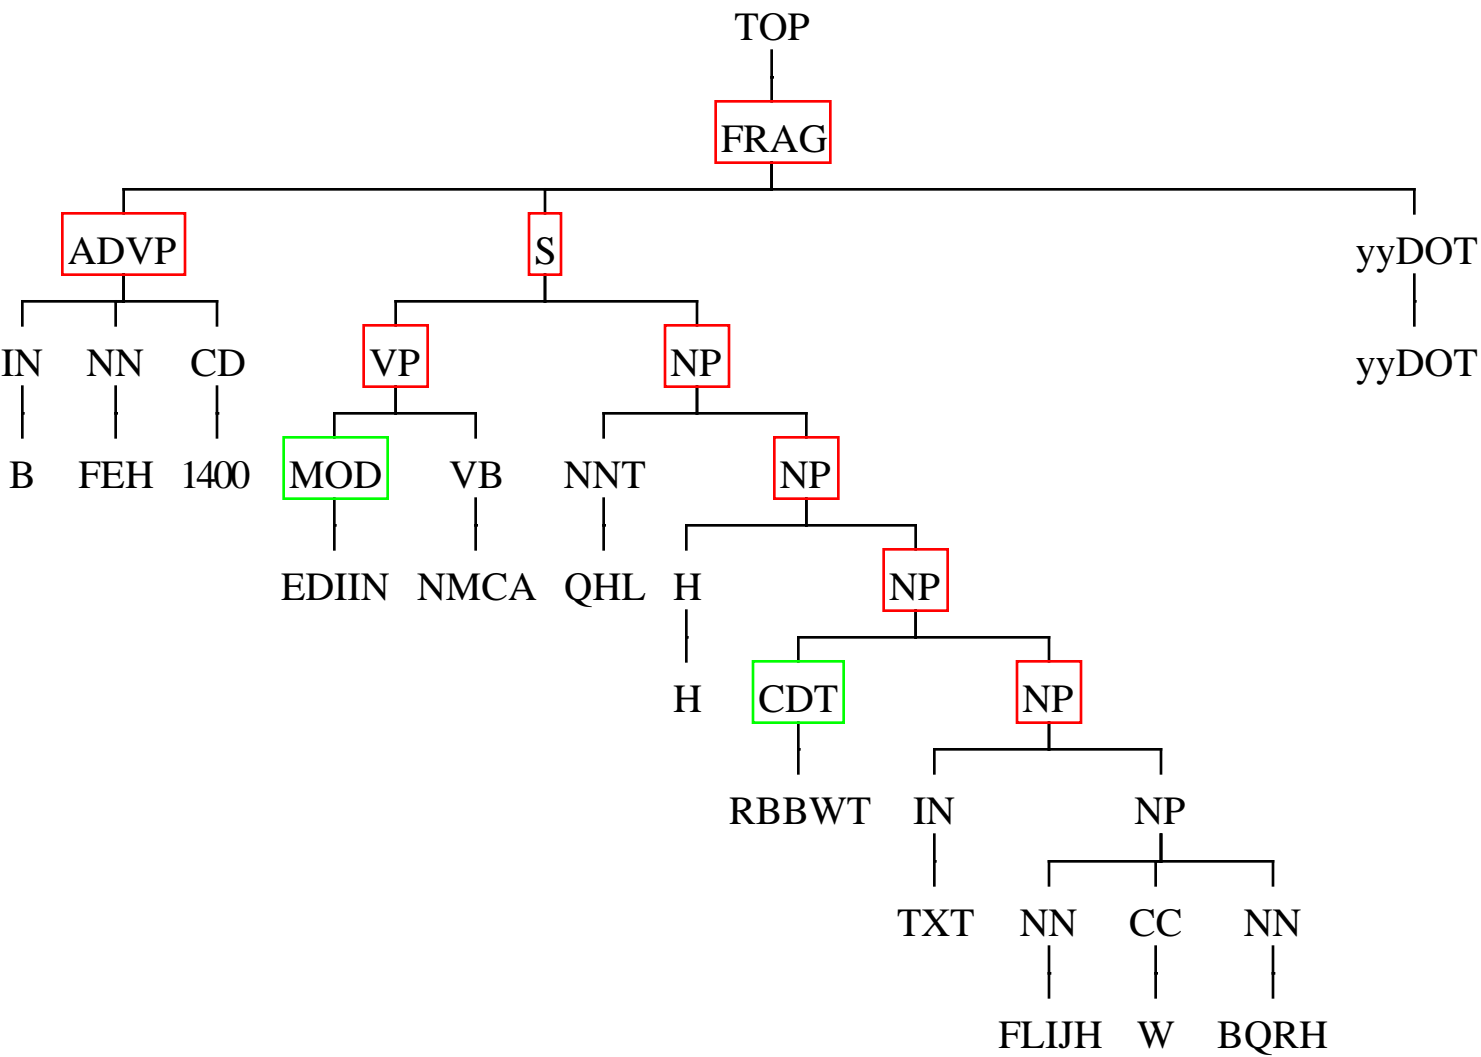 TOP
FRAG
ADVP S yyDOT
IN NN CD VP NP yyDOT
B FEH 1400 MOD VB NNT NP
EDIIN NMCA QHL H NP
H CDT NP
RBBWT IN NP
TXT NN CC NN
FLIJH W BQRH